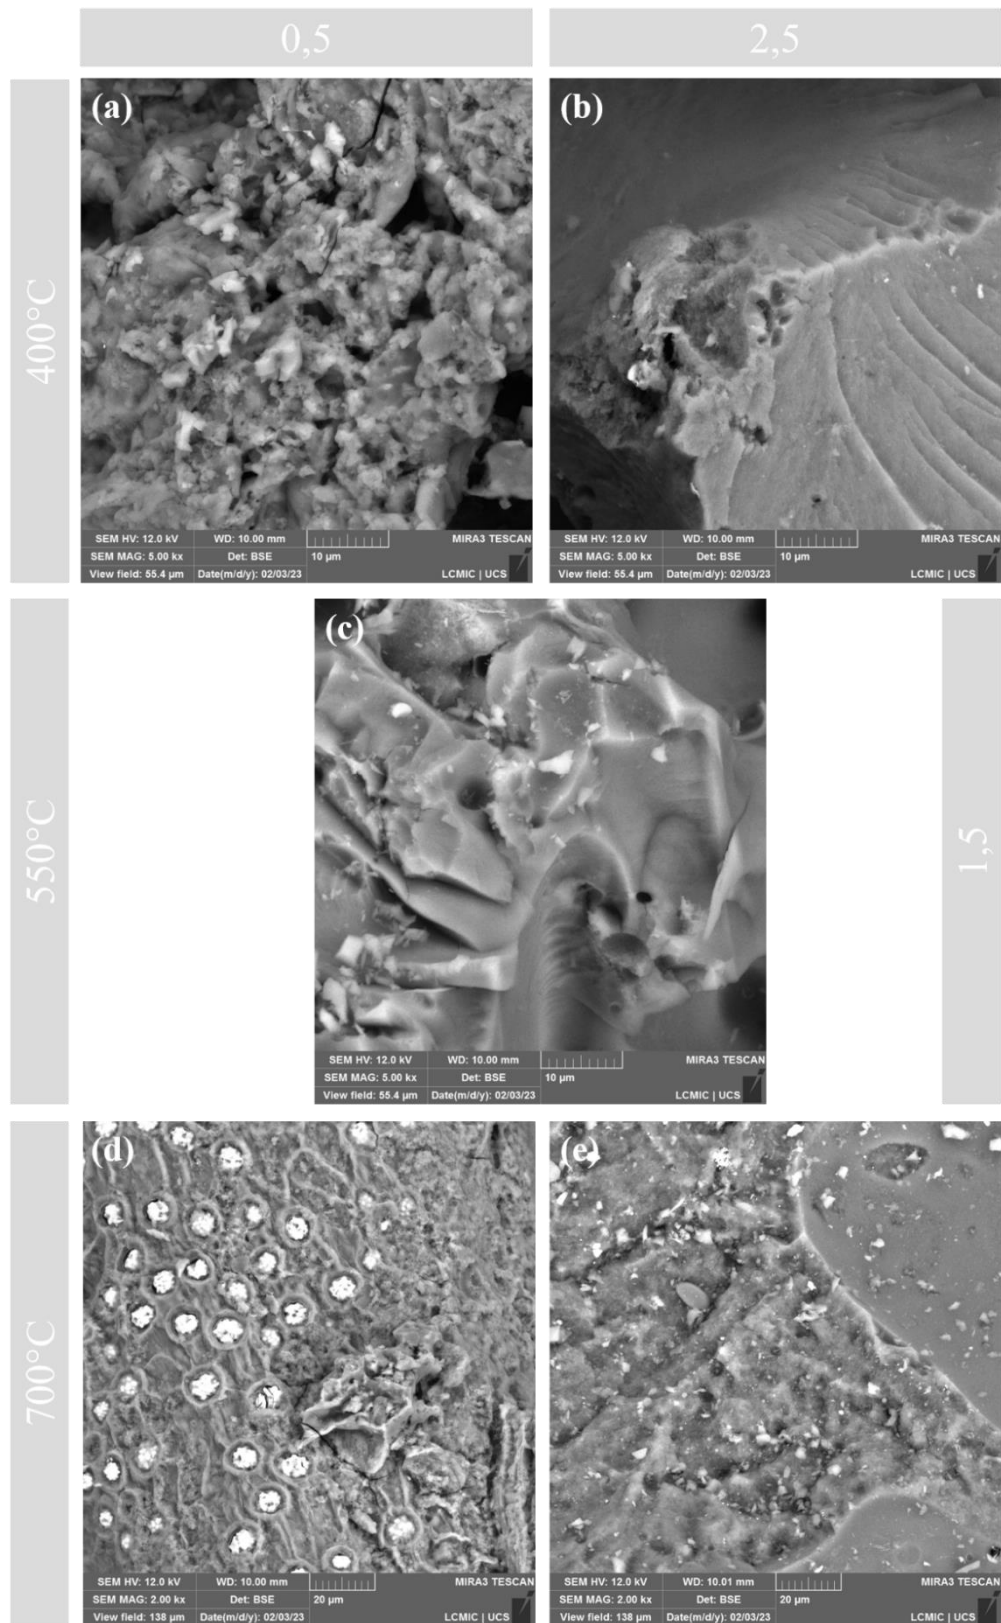 0,5
2,5
400°C
(a)
SEM HV: 12.0 kV WD: 10.00 mm MIRA3 TESCAN
SEM MAG: 5.00 kx Det: BSE 10 µm
View field: 55.4 µm Date(m/d/y): 02/03/23 LCMIC | UCS
(b)
SEM HV: 12.0 kV WD: 10.00 mm MIRA3 TESCAN
SEM MAG: 5.00 kx Det: BSE 10 µm
View field: 55.4 µm Date(m/d/y): 02/03/23 LCMIC | UCS
550°C
(c)
SEM HV: 12.0 kV WD: 10.00 mm MIRA3 TESCAN
SEM MAG: 5.00 kx Det: BSE 10 µm
View field: 55.4 µm Date(m/d/y): 02/03/23 LCMIC | UCS
1,5
700°C
(d)
SEM HV: 12.0 kV WD: 10.00 mm MIRA3 TESCAN
SEM MAG: 2.00 kx Det: BSE 20 µm
View field: 138 µm Date(m/d/y): 02/03/23 LCMIC | UCS
(e)
SEM HV: 12.0 kV WD: 10.01 mm MIRA3 TESCAN
SEM MAG: 2.00 kx Det: BSE 20 µm
View field: 138 µm Date(m/d/y): 02/03/23 LCMIC | UCS